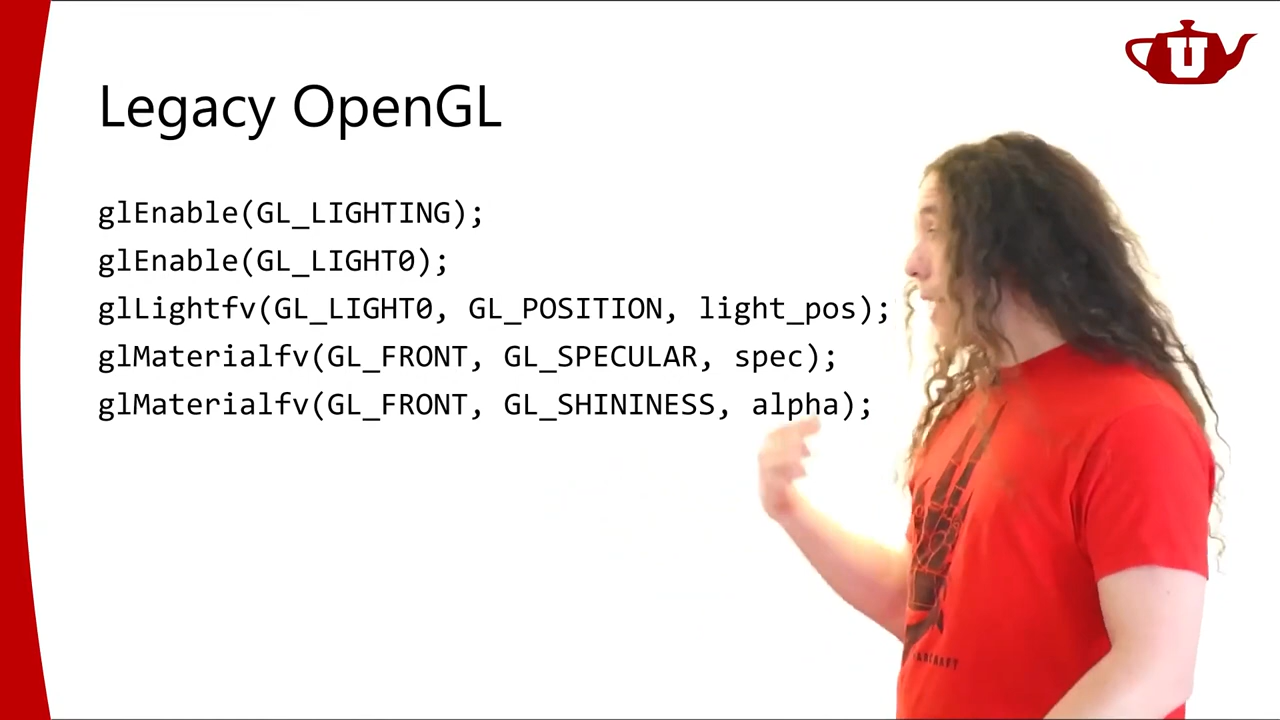 Legacy OpenGL
U
glEnable(GL_LIGHTING);
glEnable(GL_LIGHT0);
glLightfv(GL_LIGHT0, GL_POSITION, light_pos);
glMaterialfv(GL_FRONT, GL_SPECULAR, spec);
glMaterialfv(GL_FRONT, GL_SHININESS, alpha);